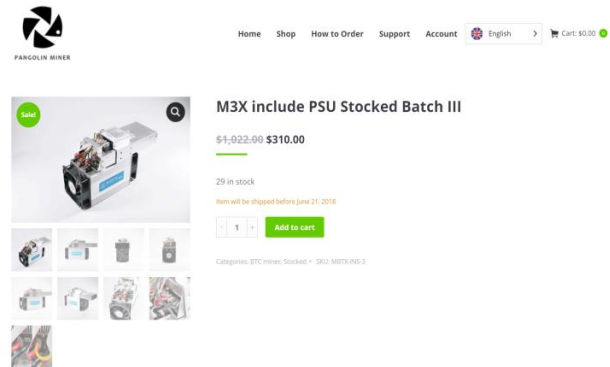 PANGOLIN MINER
Home Shop How to Order Support Account English Cart: $0.00 0
Sale!
M3X include PSU Stocked Batch III
$1,022.00 $310.00
29 in stock
Item will be shipped before June 21, 2018
- 1 + Add to cart
Categories: BTC miner, Stocked • SKU: MBTX-INS-3